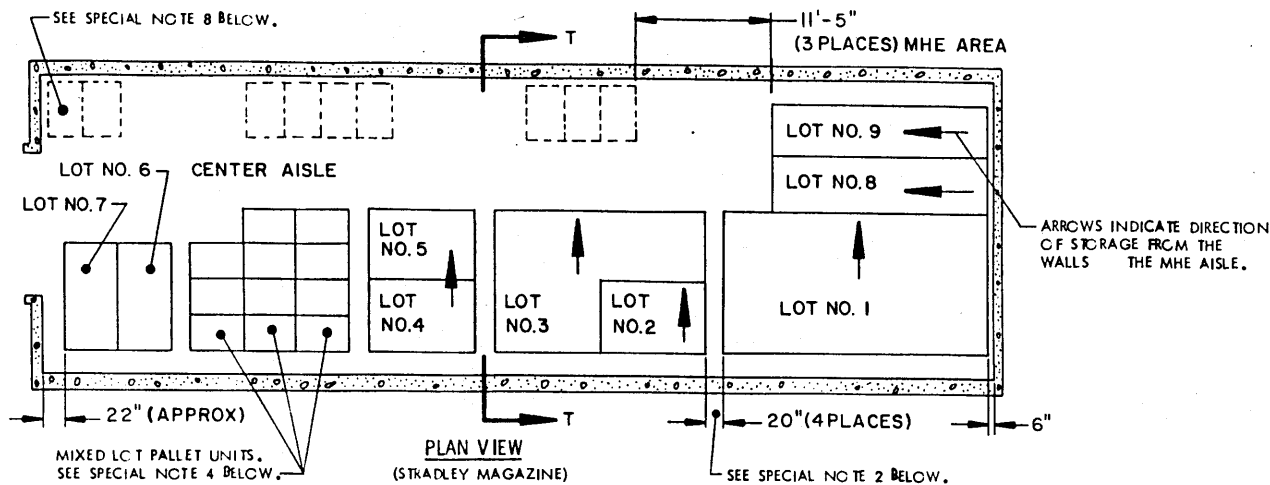 SEE SPECIAL NOTE 8 BELOW.
T
11'-5"
(3 PLACES) MHE AREA
LOT NO. 9
LOT NO. 6
CENTER AISLE
LOT NO.8
LOT NO.7
ARROWS INDICATE DIRECTION
OF STORAGE FROM THE
WALLS THE MHE AISLE.
LOT
NO.5
LOT
NO.4
LOT
NO.3
LOT
NO.2
LOT NO. 1
22" (APPROX)
T
20" (4 PLACES)
6"
MIXED LOT PALLET UNITS.
SEE SPECIAL NOTE 4 BELOW.
PLAN VIEW
(STRADLEY MAGAZINE)
SEE SPECIAL NOTE 2 BELOW.